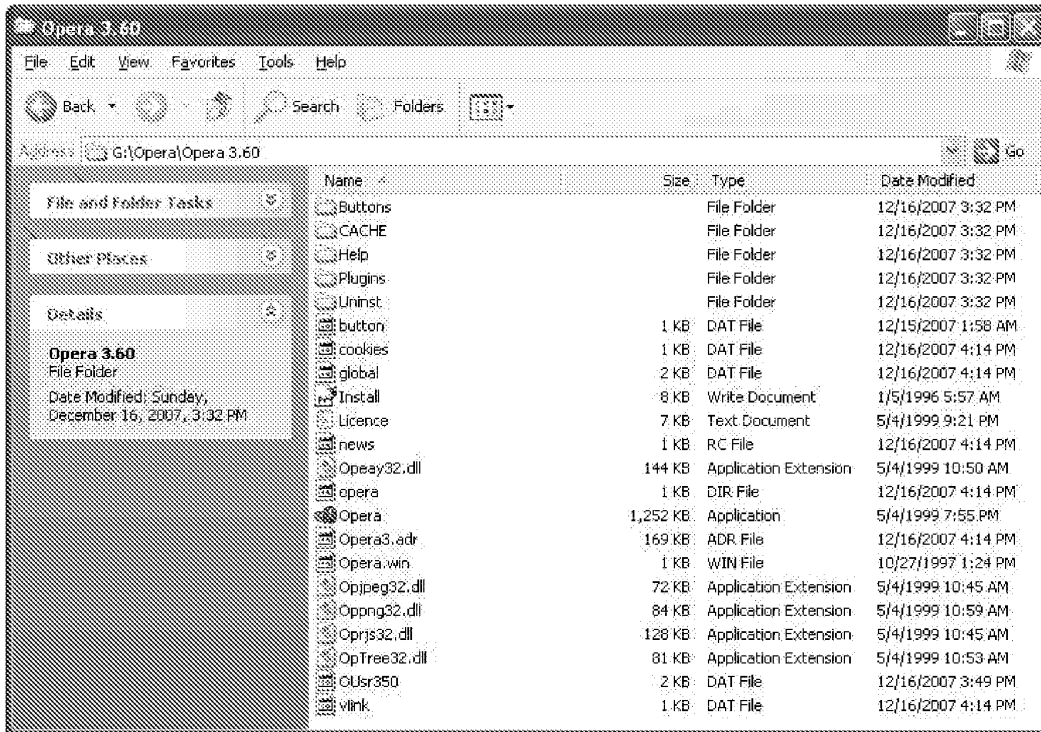 Opera 3.60
File Edit View Favorites Tools Help
Back Search Folders
Address G:\Opera\Opera 3.60 Go
File and Folder Tasks
Other Places
Details
Opera 3.60
File Folder
Date Modified: Sunday,
December 16, 2007, 3:32 PM
Name Size Type Date Modified
Buttons File Folder 12/16/2007 3:32 PM
CACHE File Folder 12/16/2007 3:32 PM
Help File Folder 12/16/2007 3:32 PM
Plugins File Folder 12/16/2007 3:32 PM
Uninst File Folder 12/16/2007 3:32 PM
button 1 KB DAT File 12/15/2007 1:58 AM
cookies 1 KB DAT File 12/16/2007 4:14 PM
global 2 KB DAT File 12/16/2007 4:14 PM
Install 8 KB Write Document 1/5/1996 5:57 AM
Licence 7 KB Text Document 5/4/1999 9:21 PM
news 1 KB RC File 12/16/2007 4:14 PM
Opeay32.dll 144 KB Application Extension 5/4/1999 10:50 AM
opera 1 KB DIR File 12/16/2007 4:14 PM
Opera 1,252 KB Application 5/4/1999 7:55 PM
Opera3.adr 169 KB ADR File 12/16/2007 4:14 PM
Opera.win 1 KB WIN File 10/27/1997 1:24 PM
Opjpeg32.dll 72 KB Application Extension 5/4/1999 10:45 AM
Oppng32.dll 84 KB Application Extension 5/4/1999 10:59 AM
Oprjs32.dll 128 KB Application Extension 5/4/1999 10:45 AM
OpTree32.dll 81 KB Application Extension 5/4/1999 10:53 AM
OUsr350 2 KB DAT File 12/16/2007 3:49 PM
vlink 1 KB DAT File 12/16/2007 4:14 PM